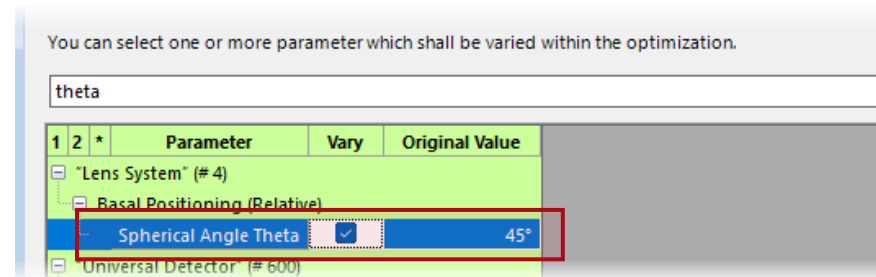 You can select one or more parameter which shall be varied within the optimization.
theta
1 2 * Parameter Vary Original Value
"Lens System" (# 4)
Basal Positioning (Relative)
Spherical Angle Theta 45°
"Universal Detector" (# 600)